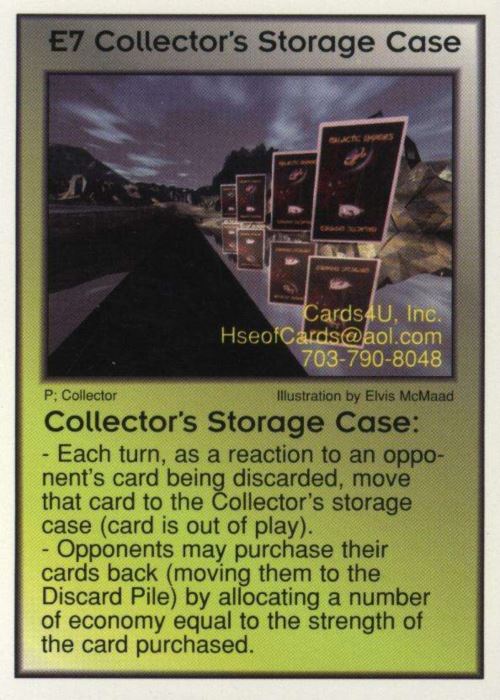 E7 Collector's Storage Case
GALACTIC EMPIRES
Cards4U, Inc.
HseofCards@aol.com
703-790-8048
P; Collector
Illustration by Elvis McMaad
Collector's Storage Case:
- Each turn, as a reaction to an oppo-
nent's card being discarded, move
that card to the Collector's storage
case (card is out of play).
- Opponents may purchase their
cards back (moving them to the
Discard Pile) by allocating a number
of economy equal to the strength of
the card purchased.